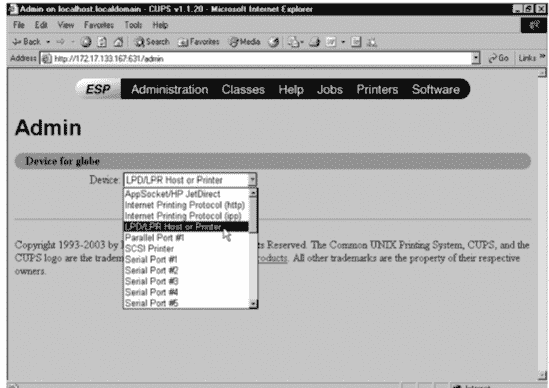 Admin on localhost.localdomain - CUPS v1.1.20 - Microsoft Internet Explorer
File Edit View Favorites Tools Help
Back Search Favorites Media
Address http://172.17.133.167:631/admin Go Links »
ESP Administration Classes Help Jobs Printers Software
Admin
Device for globe
Device: LPD/LPR Host or Printer
AppSocket/HP JetDirect
Internet Printing Protocol (http)
Internet Printing Protocol (ipp)
LPD/LPR Host or Printer
Parallel Port #1
SCSI Printer
Serial Port #1
Serial Port #2
Serial Port #3
Serial Port #4
Serial Port #5
Copyright 1993-2003 by ts Reserved. The Common UNIX Printing System, CUPS, and the
CUPS logo are the tradem oducts. All other trademarks are the property of their respective
owners.
Internet